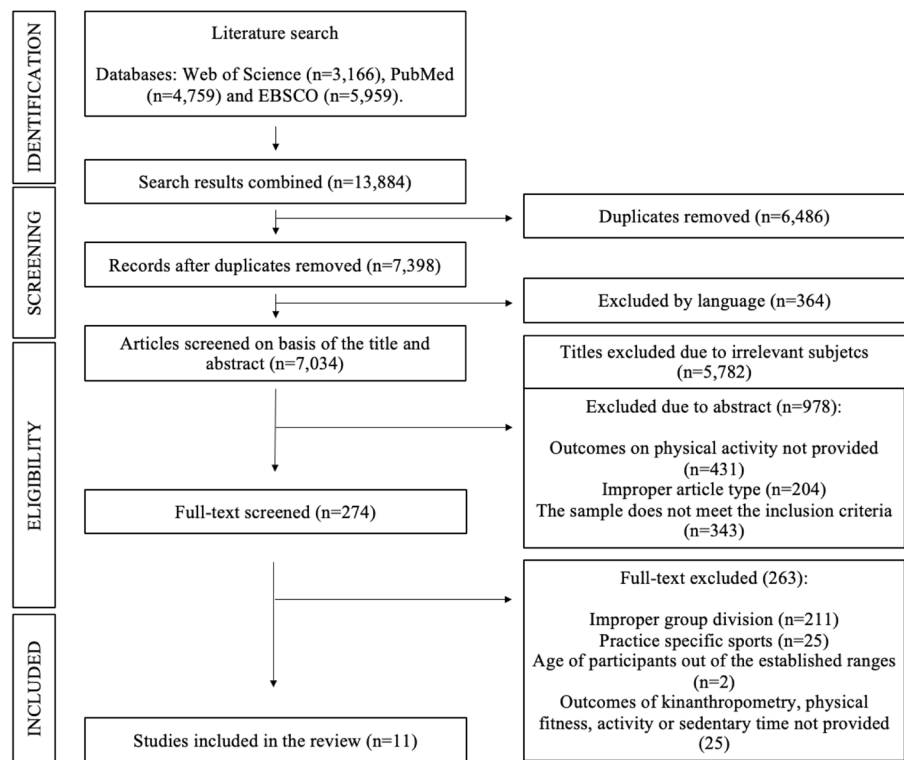 IDENTIFICATION
Literature search
Databases: Web of Science (n=3,166), PubMed
(n=4,759) and EBSCO (n=5,959).
Search results combined (n=13,884)
SCREENING
Duplicates removed (n=6,486)
Records after duplicates removed (n=7,398)
Excluded by language (n=364)
ELIGIBILITY
Articles screened on basis of the title and
abstract (n=7,034)
Titles excluded due to irrelevant subjetcs
(n=5,782)
Excluded due to abstract (n=978):
Outcomes on physical activity not provided
(n=431)
Improper article type (n=204)
The sample does not meet the inclusion criteria
(n=343)
Full-text screened (n=274)
Full-text excluded (263):
Improper group division (n=211)
Practice specific sports (n=25)
Age of participants out of the established ranges
(n=2)
Outcomes of kinanthropometry, physical
fitness, activity or sedentary time not provided
(25)
INCLUDED
Studies included in the review (n=11)